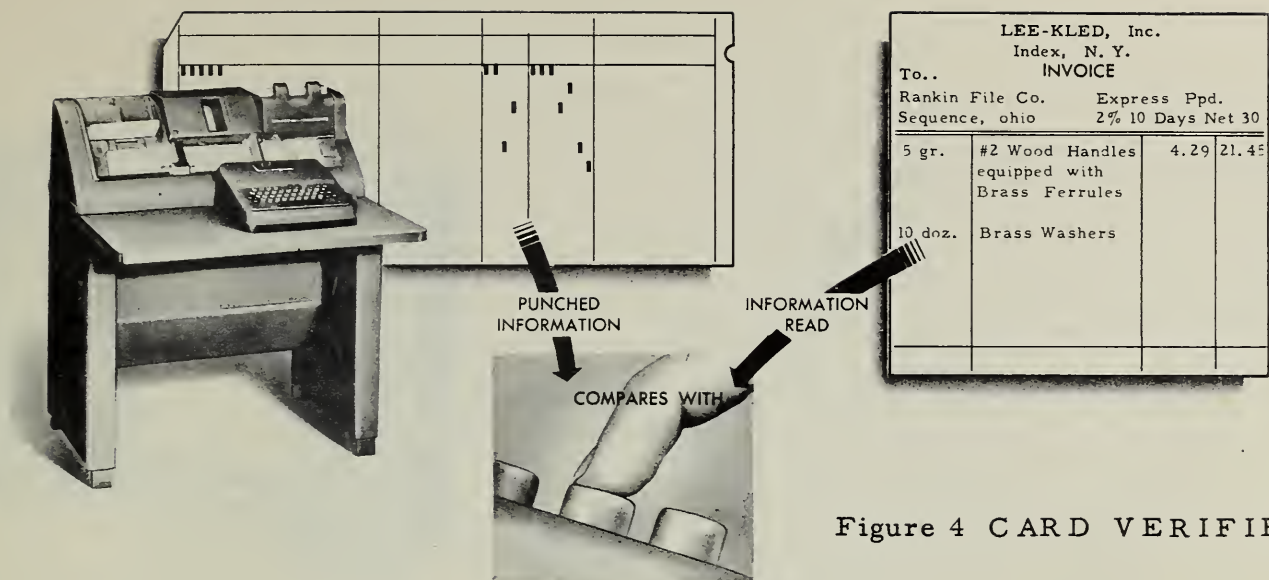 LEE-KLED, Inc.
Index, N. Y.
INVOICE
To..
Rankin File Co. Express Ppd.
Sequence, ohio 2% 10 Days Net 30
5 gr. #2 Wood Handles 4.29 21.45
equipped with
Brass Ferrules
10 doz. Brass Washers
PUNCHED
INFORMATION
INFORMATION
READ
COMPARES WITH
Figure 4 CARD